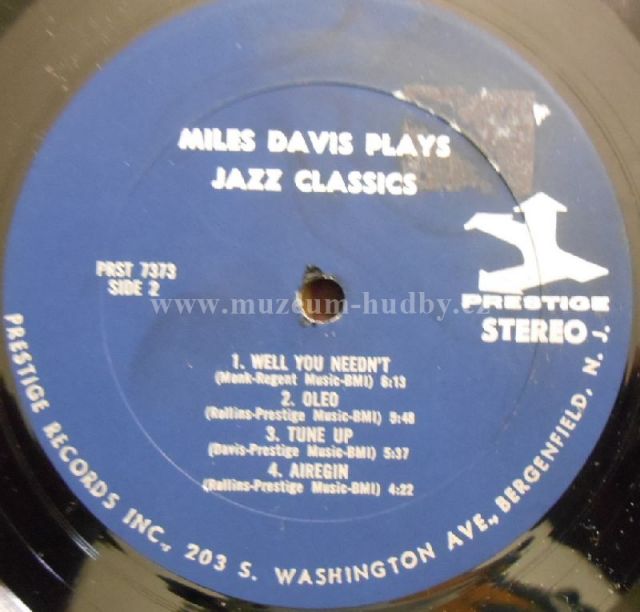 MILES DAVIS PLAYS
JAZZ CLASSICS
PRST 7373
SIDE 2
www.muzeum-hudby.cz
PRESTIGE
STEREO
1. WELL YOU NEEDN'T
(Monk-Regent Music-BMI) 6:13
2. OLEO
(Rollins-Prestige Music-BMI) 5:48
3. TUNE UP
(Davis-Prestige Music-BMI) 5:37
4. AIREGIN
(Rollins-Prestige Music-BMI) 4:22
PRESTIGE RECORDS INC., 203 S. WASHINGTON AVE., BERGENFIELD, N. J.